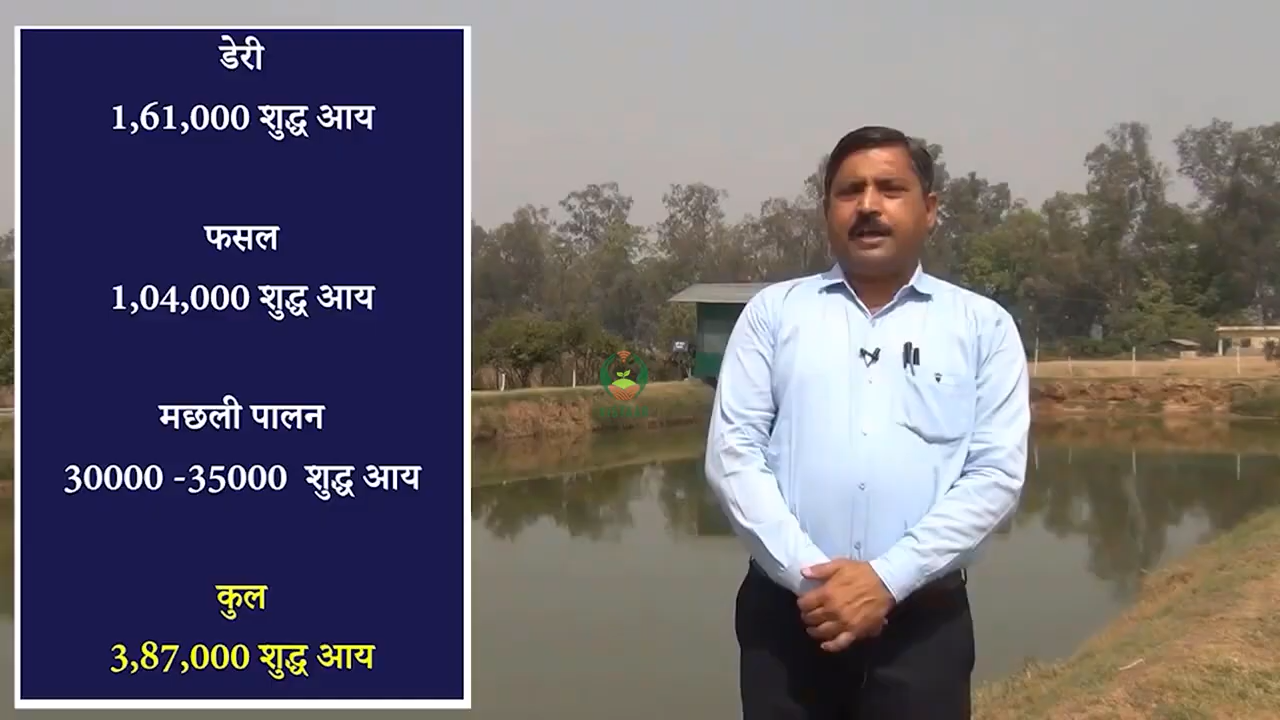 डेरी
1,61,000 शुद्ध आय
फसल
1,04,000 शुद्ध आय
मछली पालन
30000 -35000 शुद्ध आय
कुल
3,87,000 शुद्ध आय